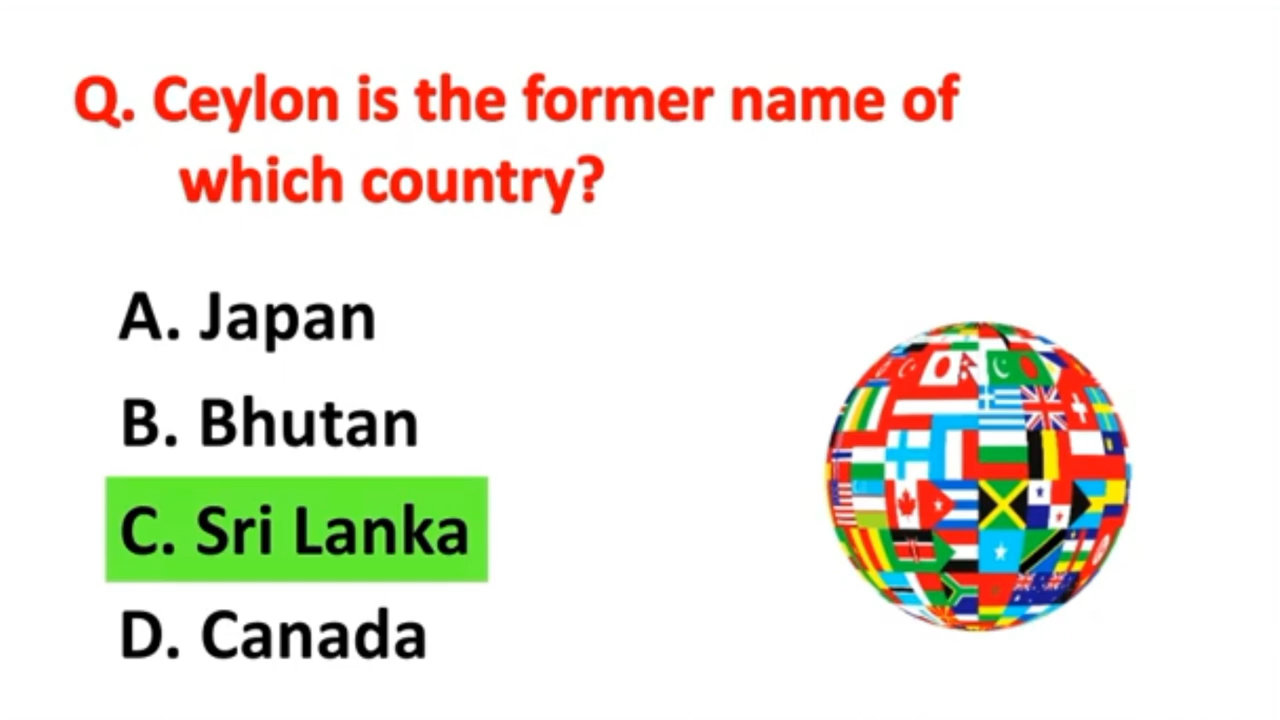 Q. Ceylon is the former name of
which country?
A. Japan
B. Bhutan
C. Sri Lanka
D. Canada